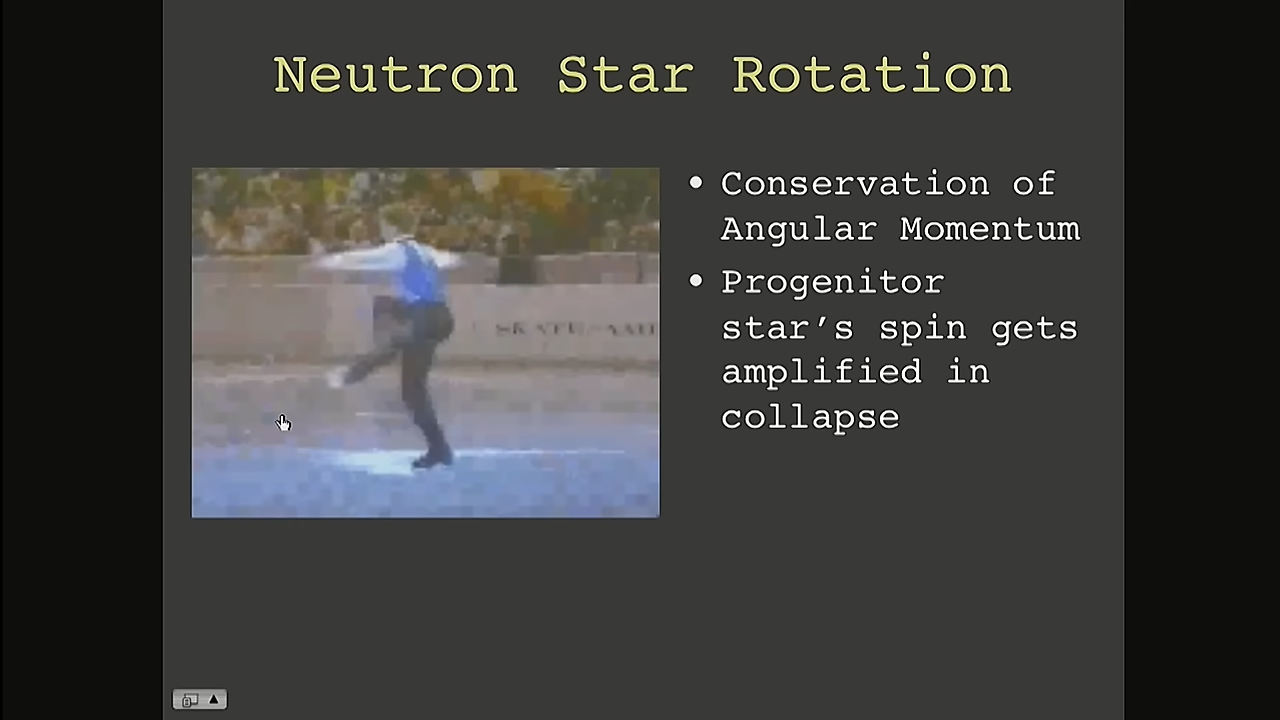 Neutron Star Rotation
• Conservation of
Angular Momentum
• Progenitor
star’s spin gets
amplified in
collapse